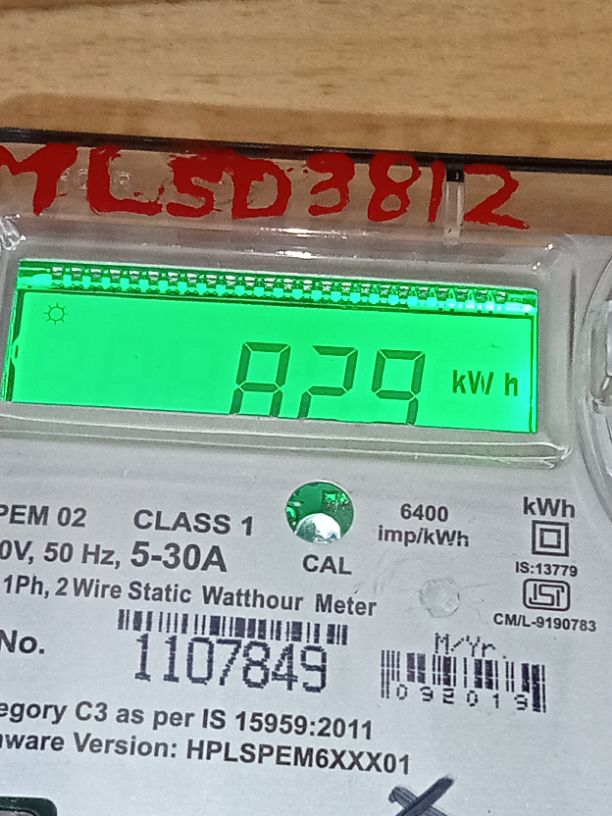 MLSD3812
829 kWh
PEM 02 CLASS 1
6400 imp/kWh
kWh
0V, 50 Hz, 5-30A
CAL
IS:13779
1Ph, 2 Wire Static Watthour Meter
ISI
CM/L-9190783
No. 1107849
M/Yr.
092019
egory C3 as per IS 15959:2011
ware Version: HPLSPEM6XXX01